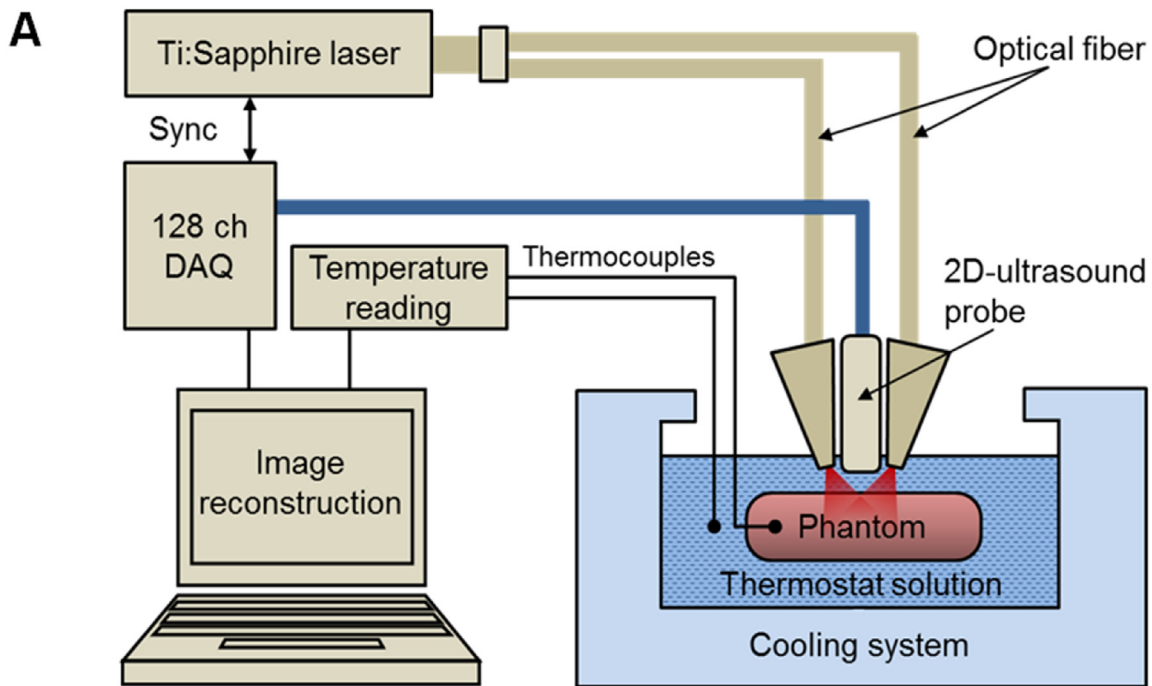 A
Ti:Sapphire laser
Optical fiber
Sync
128 ch
DAQ
Temperature
reading
Thermocouples
2D-ultrasound
probe
Image
reconstruction
Phantom
Thermostat solution
Cooling system